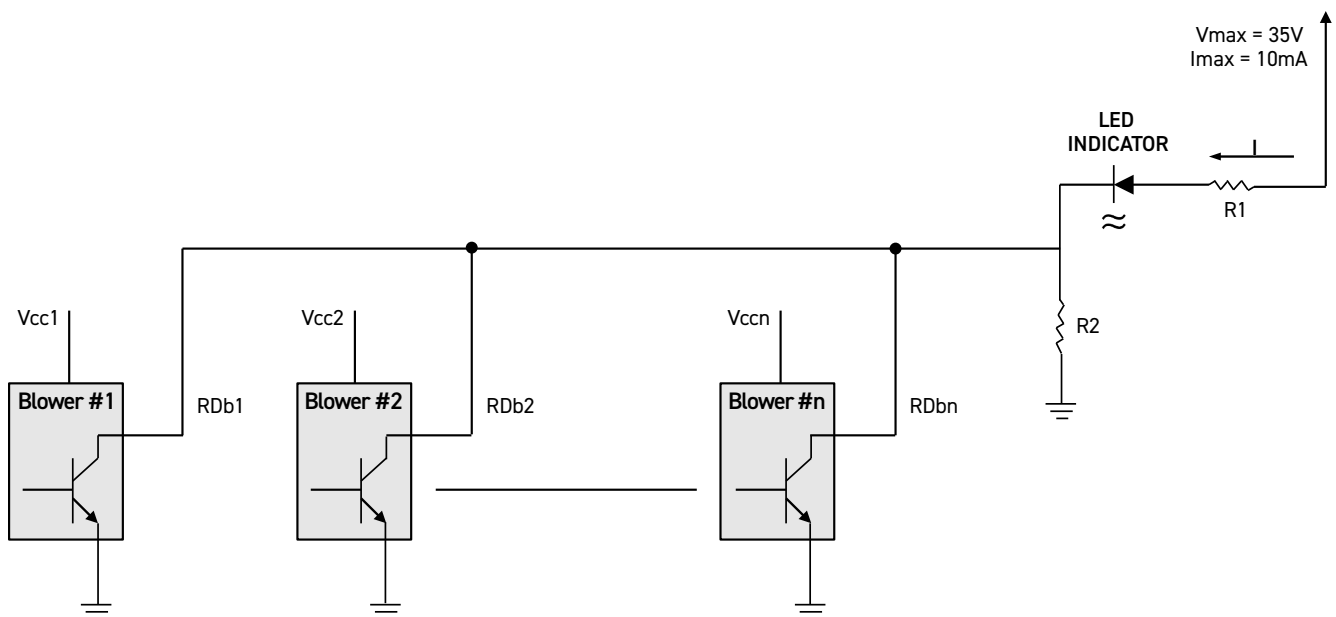 Vmax = 35V
Imax = 10mA
LED
INDICATOR
I
R1
Vcc1
Vcc2
Vccn
R2
Blower #1
RDb1
Blower #2
RDb2
Blower #n
RDbn